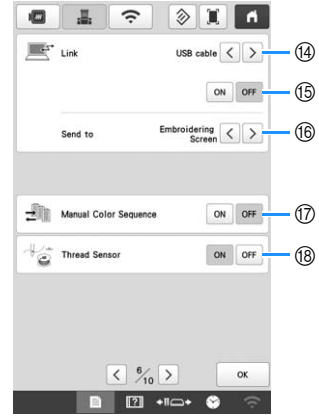 Link USB cable < > ⑭
ON OFF ⑮
Send to Embroidering Screen < > ⑯
Manual Color Sequence ON OFF ⑰
Thread Sensor ON OFF ⑱
< 6/10 > OK